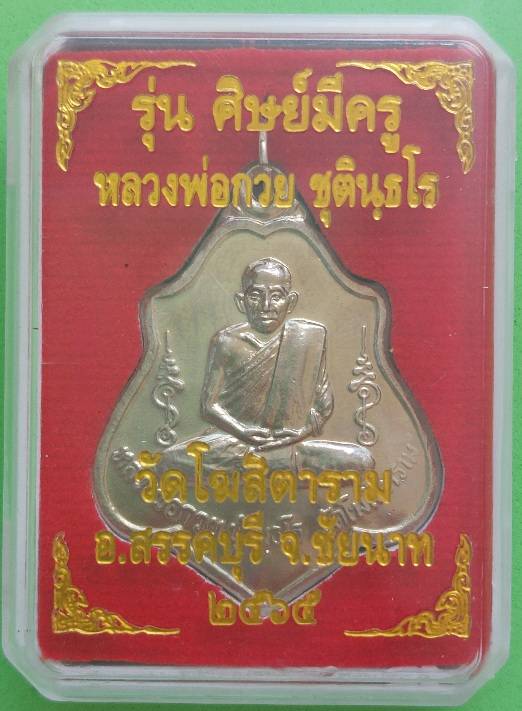 รุ่น ศิษย์มีครู
หลวงพ่อกวย ชุตินฺธโร
วัดโฆสิตาราม
อ.สรรคบุรี จ.ชัยนาท
๒๕๖๕